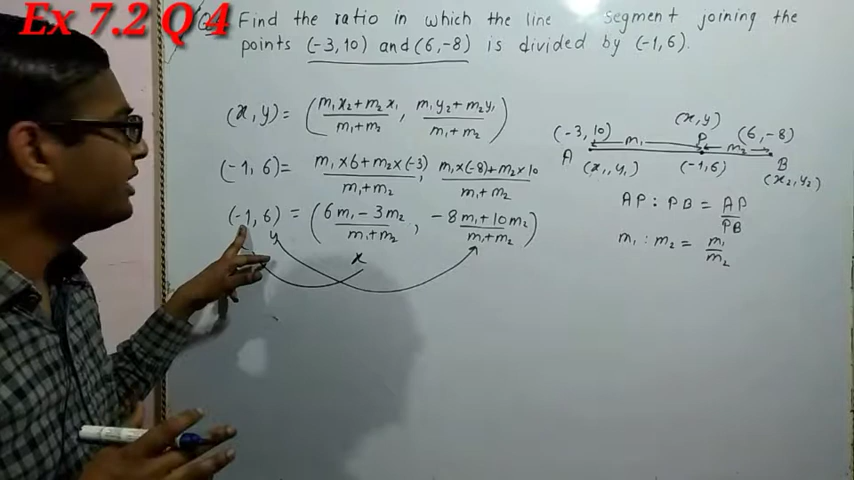 Ex 7.2 Q 4
Q. Find the ratio in which the line segment joining the
points (-3,10) and (6,-8) is divided by (-1,6).
(x,y) = ( m₁x₂+m₂x₁ / m₁+m₂ , m₁y₂+m₂y₁ / m₁+m₂ )
(-1,6) = m₁×6+m₂×(-3) / m₁+m₂ , m₁×(-8)+m₂×10 / m₁+m₂
(-1,6) = ( 6m₁-3m₂ / m₁+m₂ , -8m₁+10m₂ / m₁+m₂ )
y x
(x,y)
(-3,10) m₁ P m₂ (6,-8)
A (x₁,y₁) (-1,6) B
(x₂,y₂)
AP : PB = AP / PB
m₁ : m₂ = m₁ / m₂